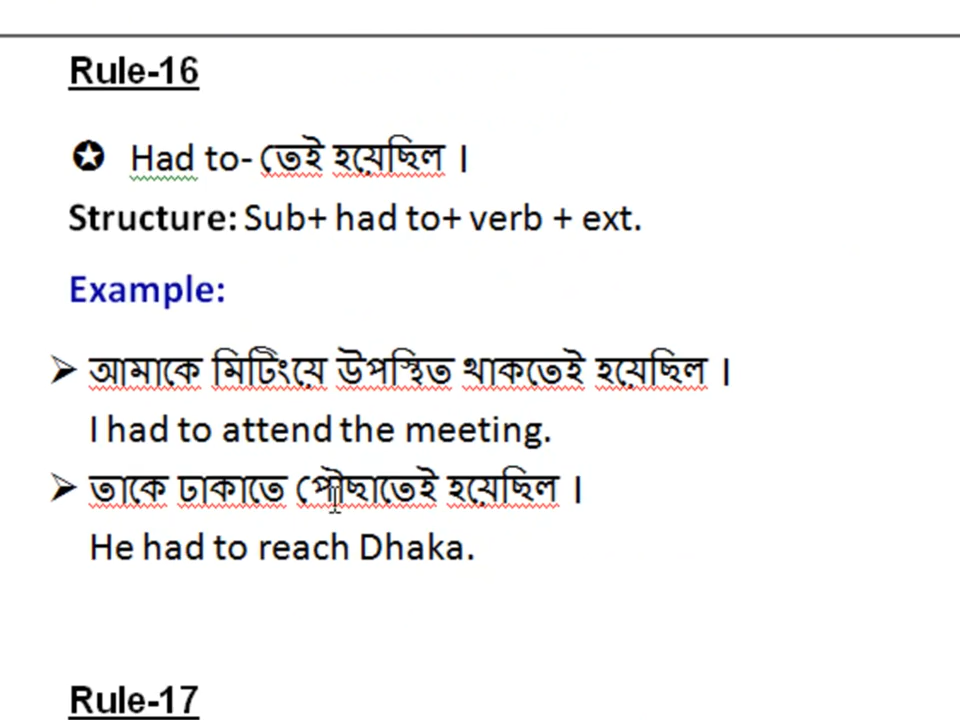 Rule-16
✪ Had to- তেই হয়েছিল ।
Structure: Sub+ had to+ verb + ext.
Example:
➢ আমাকে মিটিংয়ে উপস্থিত থাকতেই হয়েছিল ।
I had to attend the meeting.
➢ তাকে ঢাকাতে পৌছাতেই হয়েছিল ।
He had to reach Dhaka.
Rule-17